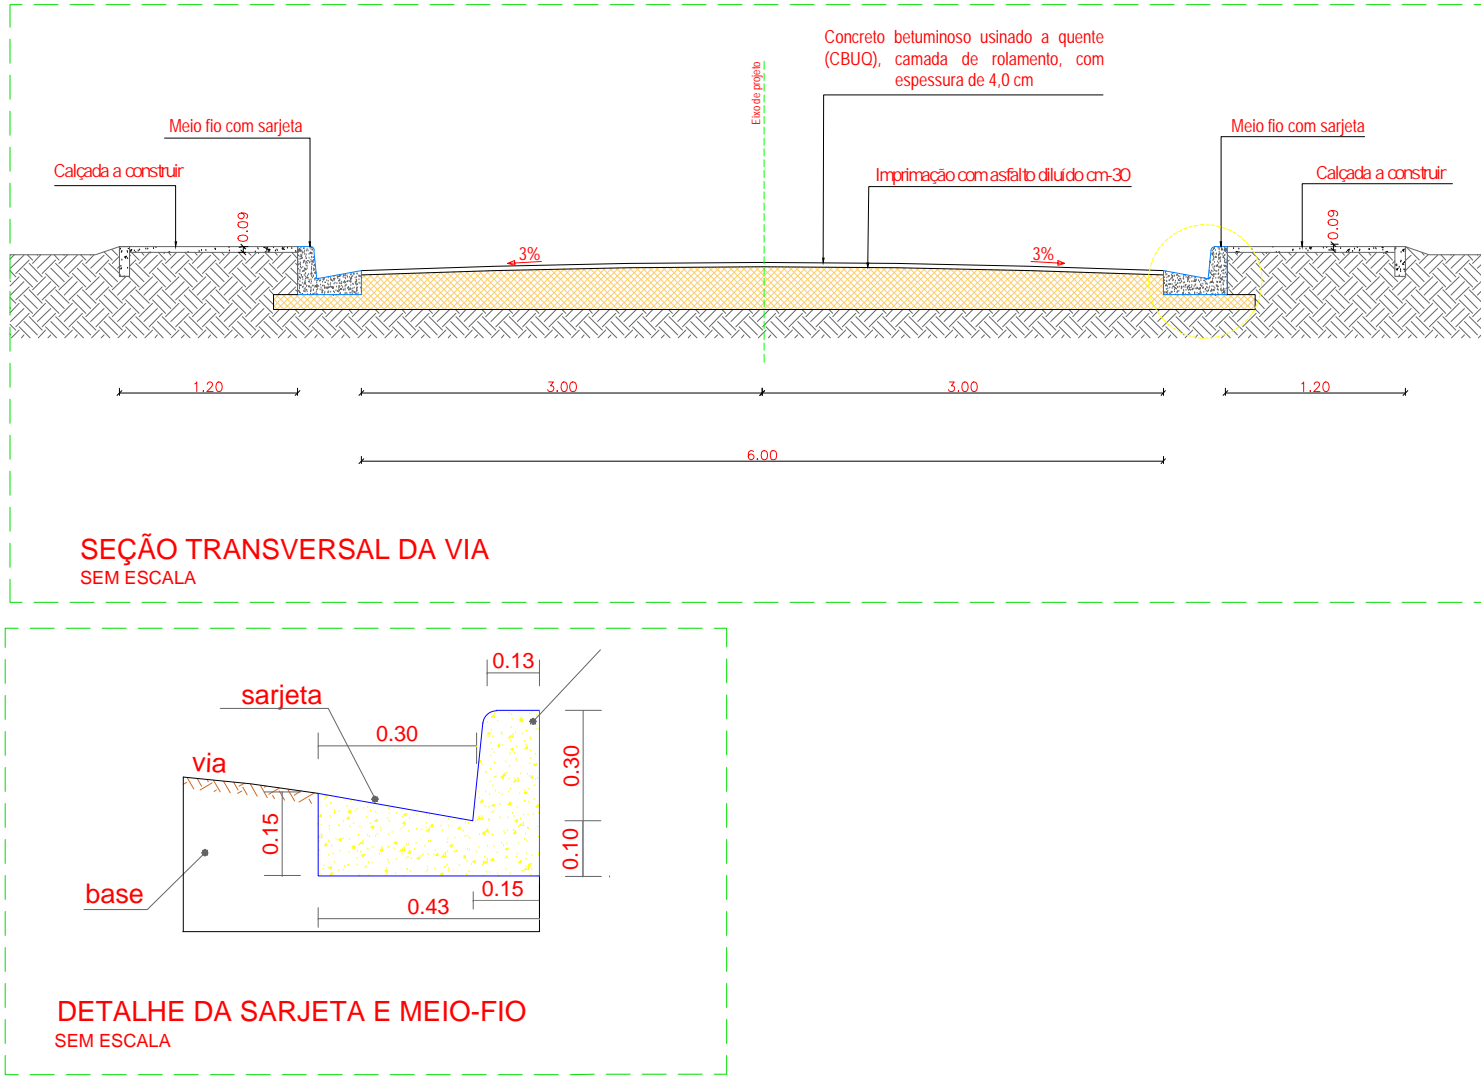 Concreto betuminoso usinado a quente
(CBUQ), camada de rolamento, com
espessura de 4,0 cm
Eixo de projeto
Meio fio com sarjeta
Meio fio com sarjeta
Calçada a construir
Imprimação com asfalto diluído cm-30
Calçada a construir
0.09
0.09
3%
3%
1.20
3.00
3.00
1.20
6.00
SEÇÃO TRANSVERSAL DA VIA
SEM ESCALA
0.13
sarjeta
0.30
via
0.30
0.15
0.10
base
0.15
0.43
DETALHE DA SARJETA E MEIO-FIO
SEM ESCALA